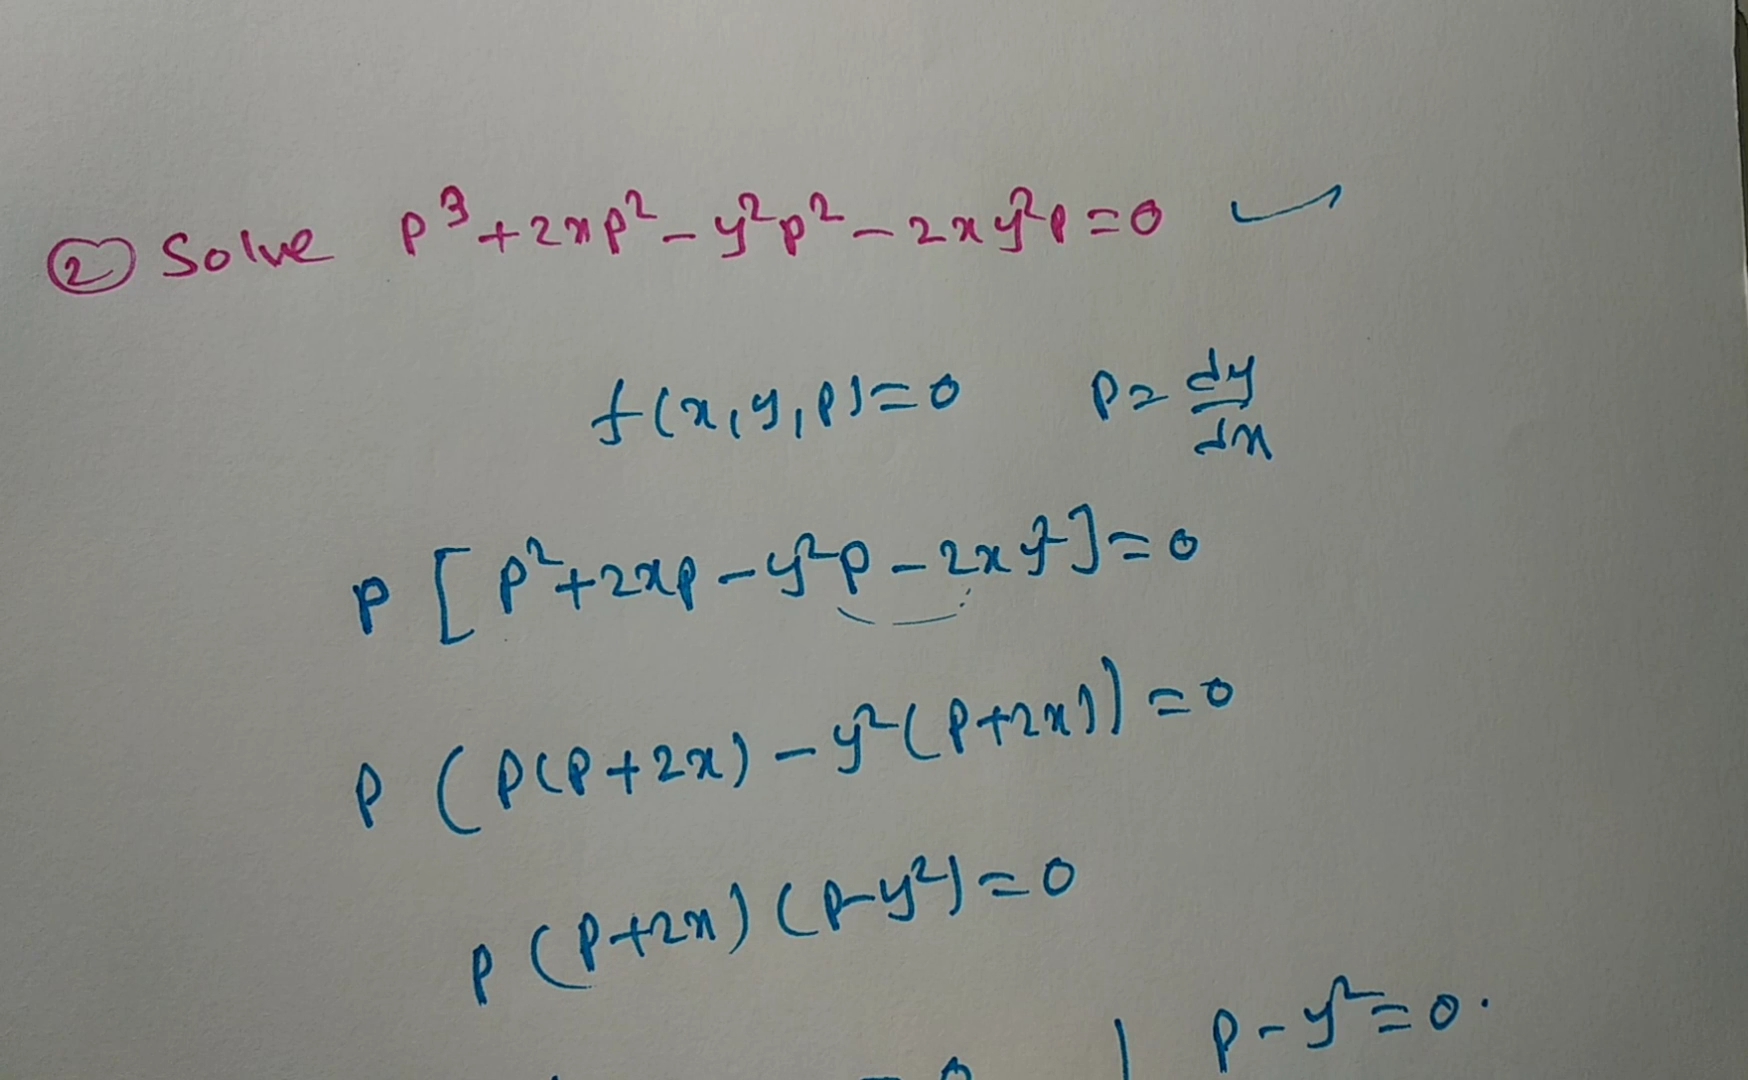 ② Solve p³+2xp²-y²p²-2xy²p=0
f(x,y,p)=0 p=dy/dx
p[p²+2xp-y²p-2xy²]=0
p(p(p+2x)-y²(p+2x))=0
p(p+2x)(p-y²)=0
p-y²=0.